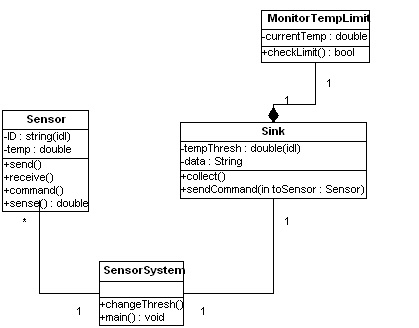 MonitorTempLimit
-currentTemp : double
+checkLimit() : bool
1
1
Sensor
-ID : string(idl)
-temp : double
+send()
+receive()
+command()
+sense() : double
*
Sink
-tempThresh : double(idl)
-data : String
+collect()
+sendCommand(in toSensor : Sensor)
1
SensorSystem
+changeThresh()
+main() : void
1
1